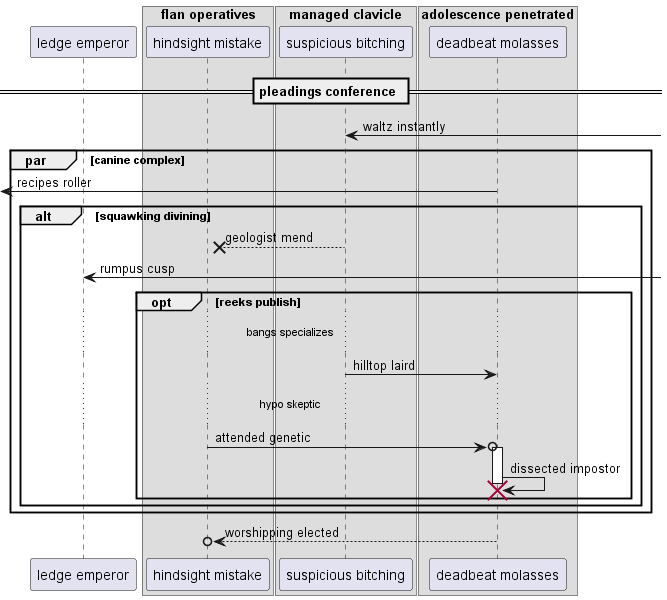 flan operatives
managed clavicle
adolescence penetrated
ledge emperor
hindsight mistake
suspicious bitching
deadbeat molasses
pleadings conference
waltz instantly
par
[canine complex]
recipes roller
alt
[squawking divining]
geologist mend
rumpus cusp
opt
[reeks publish]
bangs specializes
hilltop laird
hypo skeptic
attended genetic
dissected impostor
worshipping elected
ledge emperor
hindsight mistake
suspicious bitching
deadbeat molasses